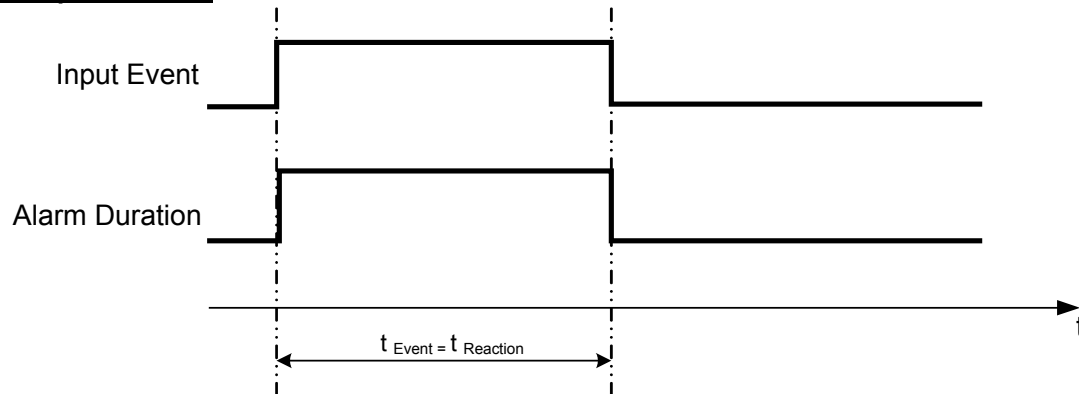 Input Event
Alarm Duration
t
t Event = t Reaction